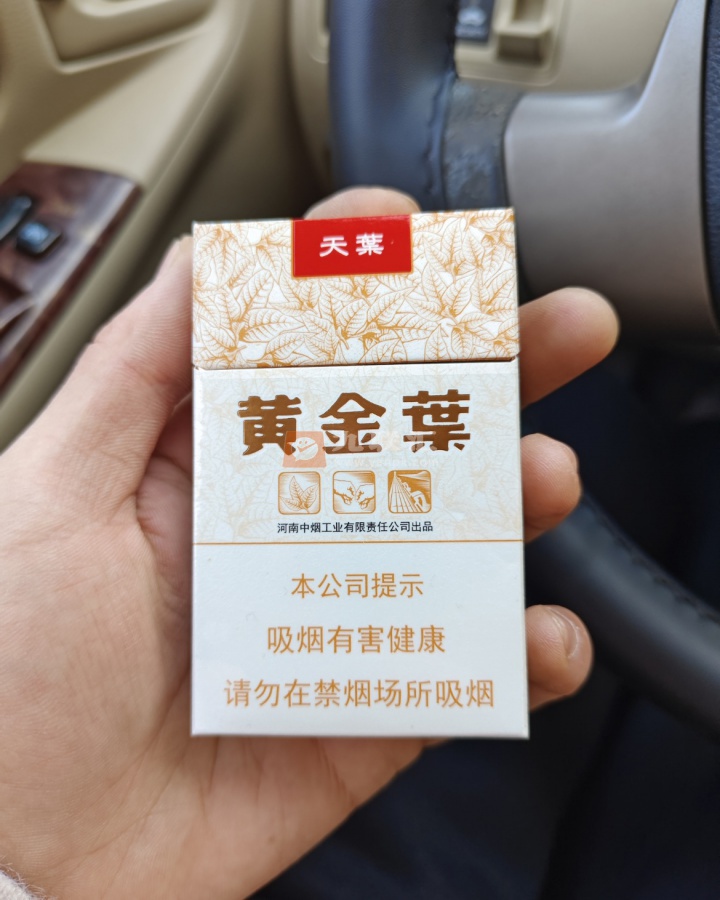 天葉
黄金葉
河南中烟工业有限责任公司出品
本公司提示
吸烟有害健康
请勿在禁烟场所吸烟